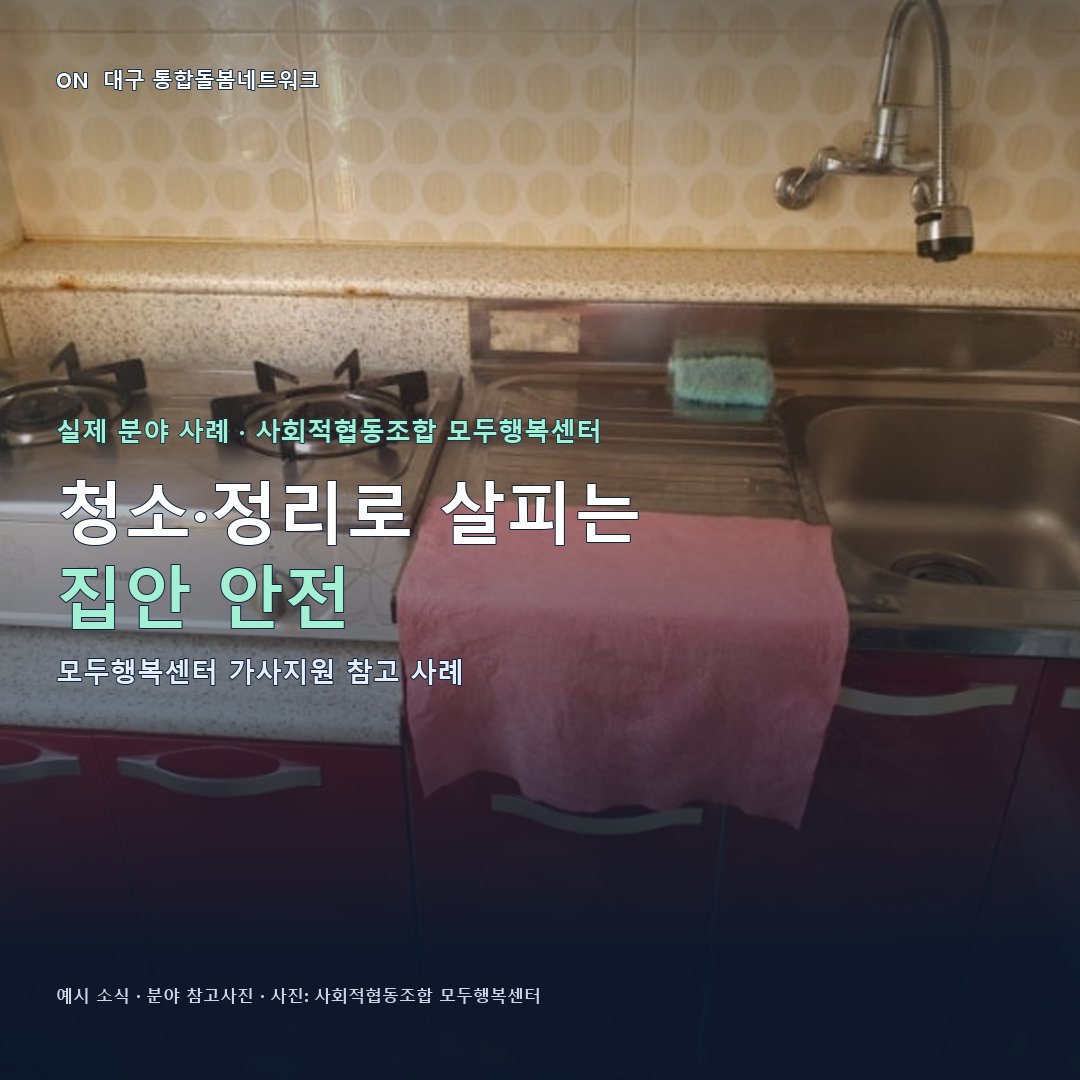 ON 대구 통합돌봄네트워크
실제 분야 사례 · 사회적협동조합 모두행복센터
청소·정리로 살피는
집안 안전
모두행복센터 가사지원 참고 사례
예시 소식 · 분야 참고사진 · 사진: 사회적협동조합 모두행복센터